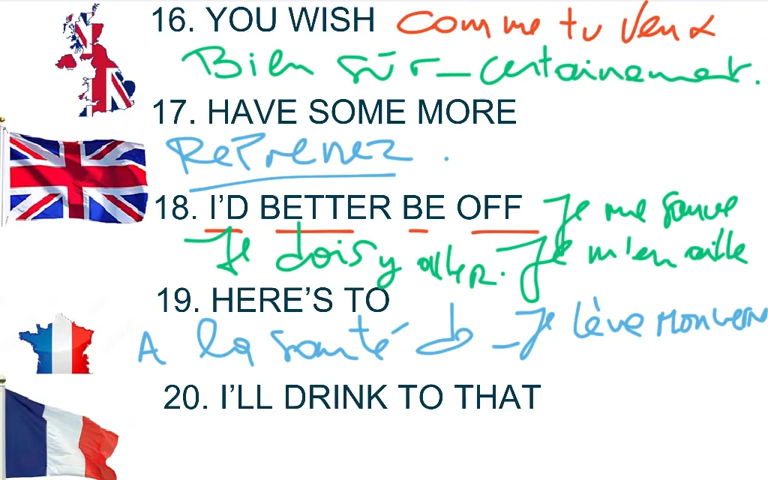 16. YOU WISH comme tu veux
Bien sûr_certainement.
17. HAVE SOME MORE
Reprenez.
18. I'D BETTER BE OFF Je me sauve
Je dois y aller. Je m'en aille
19. HERE'S TO
A la santé de _ Je lève mon verre
20. I'LL DRINK TO THAT